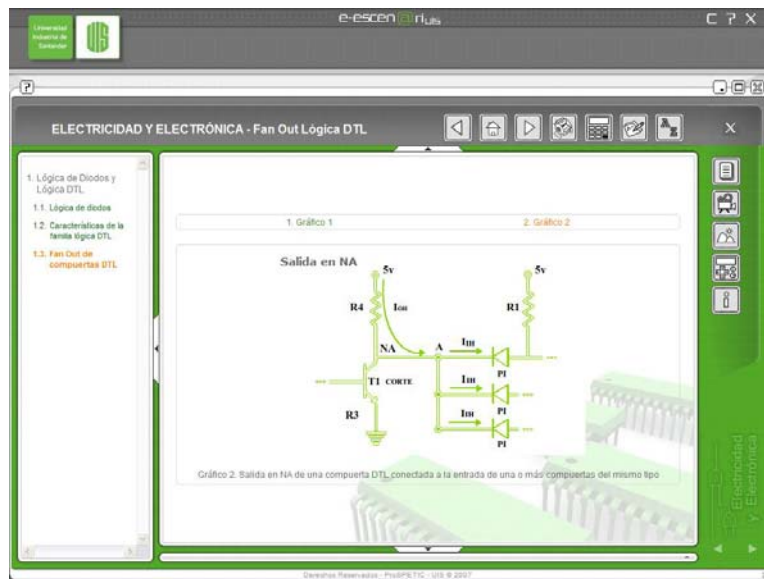 Universidad
Industrial de
Santander
UIS
e-escen@riUIS
ELECTRICIDAD Y ELECTRÓNICA - Fan Out Lógica DTL
1. Lógica de Diodos y
Lógica DTL
1.1. Lógica de diodos
1.2. Características de la
familia lógica DTL
1.3. Fan Out de
compuertas DTL
1. Gráfico 1
2. Gráfico 2
Salida en NA
5v
5v
R4
IOH
R1
NA
A
IIH
PI
T1 CORTE
IIH
PI
R3
IIH
PI
Gráfico 2. Salida en NA de una compuerta DTL conectada a la entrada de una o más compuertas del mismo tipo
Electricidad
y Electrónica
Derechos Reservados - ProSPETIC - UIS © 2007